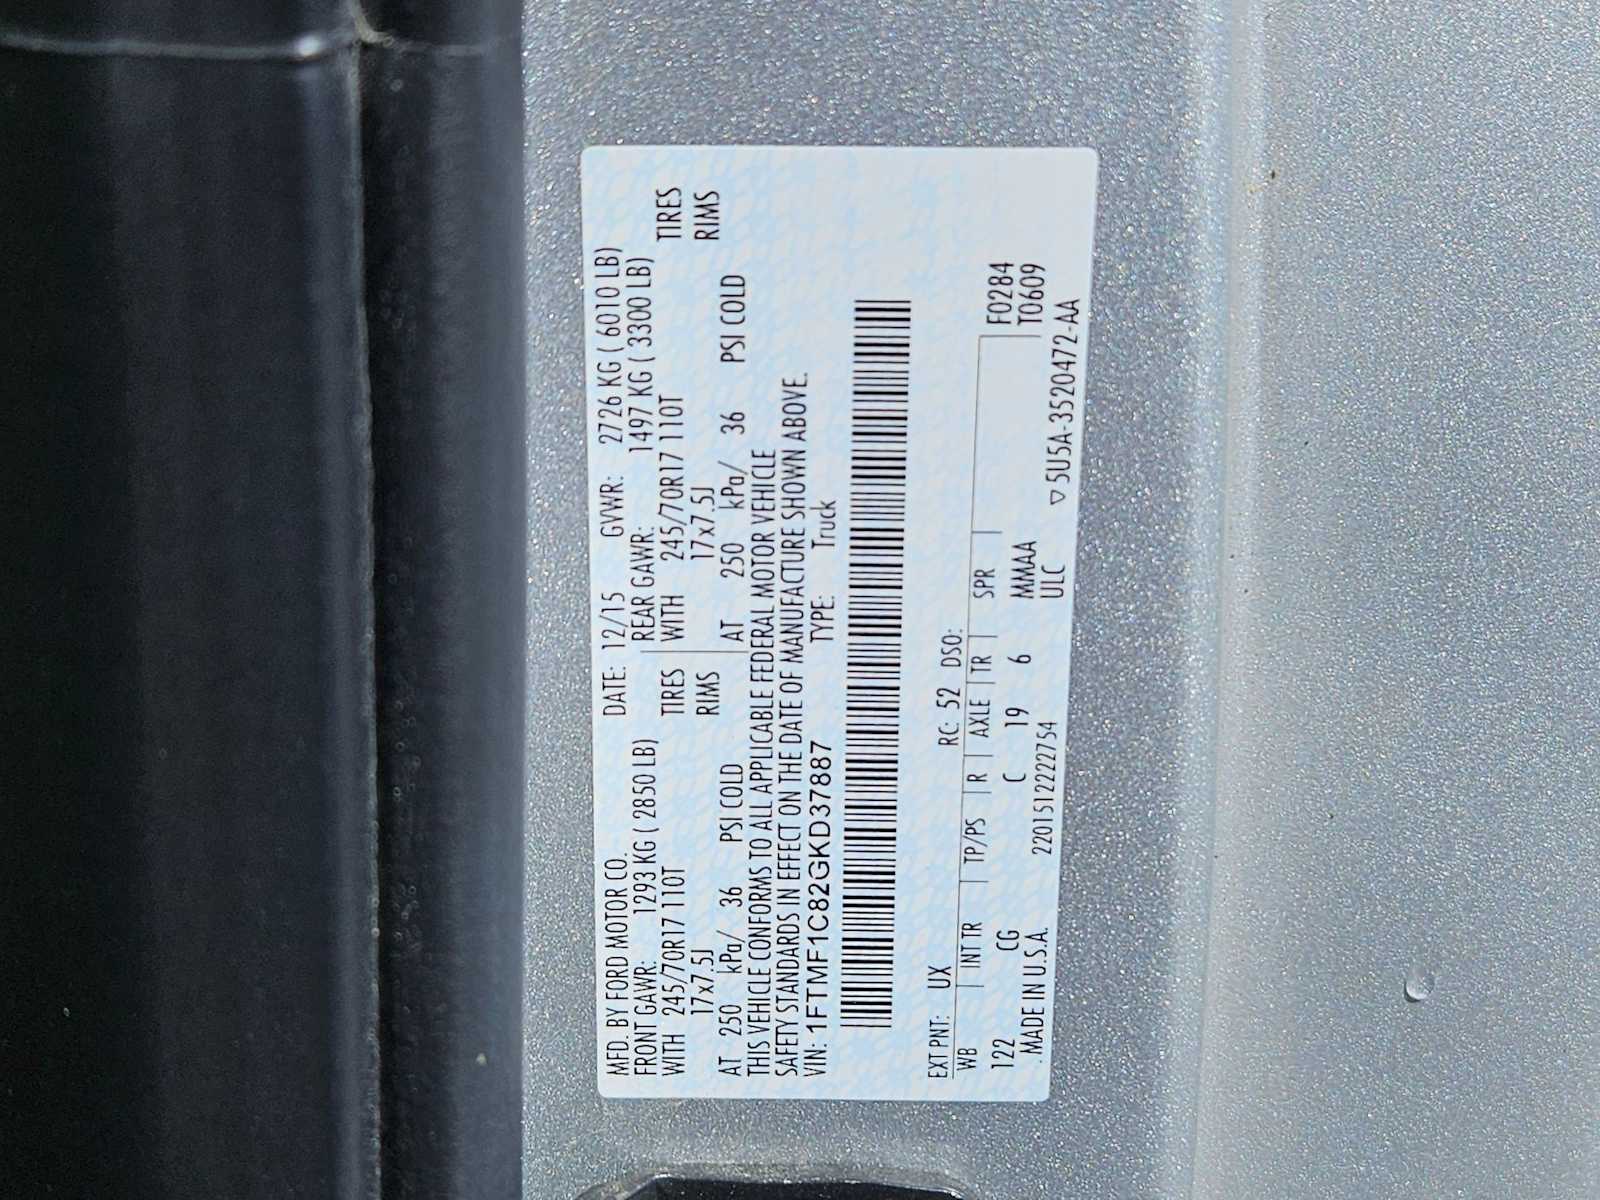 MFD. BY FORD MOTOR CO. DATE: 12/15 GVWR: 2726 KG ( 6010 LB)
FRONT GAWR: 1293 KG ( 2850 LB) REAR GAWR: 1497 KG ( 3300 LB)
WITH 245/70R17 110T TIRES WITH 245/70R17 110T TIRES
17x7.5J RIMS 17x7.5J RIMS
AT 250 kPa/ 36 PSI COLD AT 250 kPa/ 36 PSI COLD
THIS VEHICLE CONFORMS TO ALL APPLICABLE FEDERAL MOTOR VEHICLE
SAFETY STANDARDS IN EFFECT ON THE DATE OF MANUFACTURE SHOWN ABOVE.
VIN: 1FTMF1C82GKD37887 TYPE: Truck
EXT PNT: UX RC: 52 DSO:
WB INT TR TP/PS R AXLE TR SPR F0284
122 CG C 19 6 MMAA T0609
MADE IN U.S.A. 22015122227S4 ULC ▽ 5U5A-3520472-AA